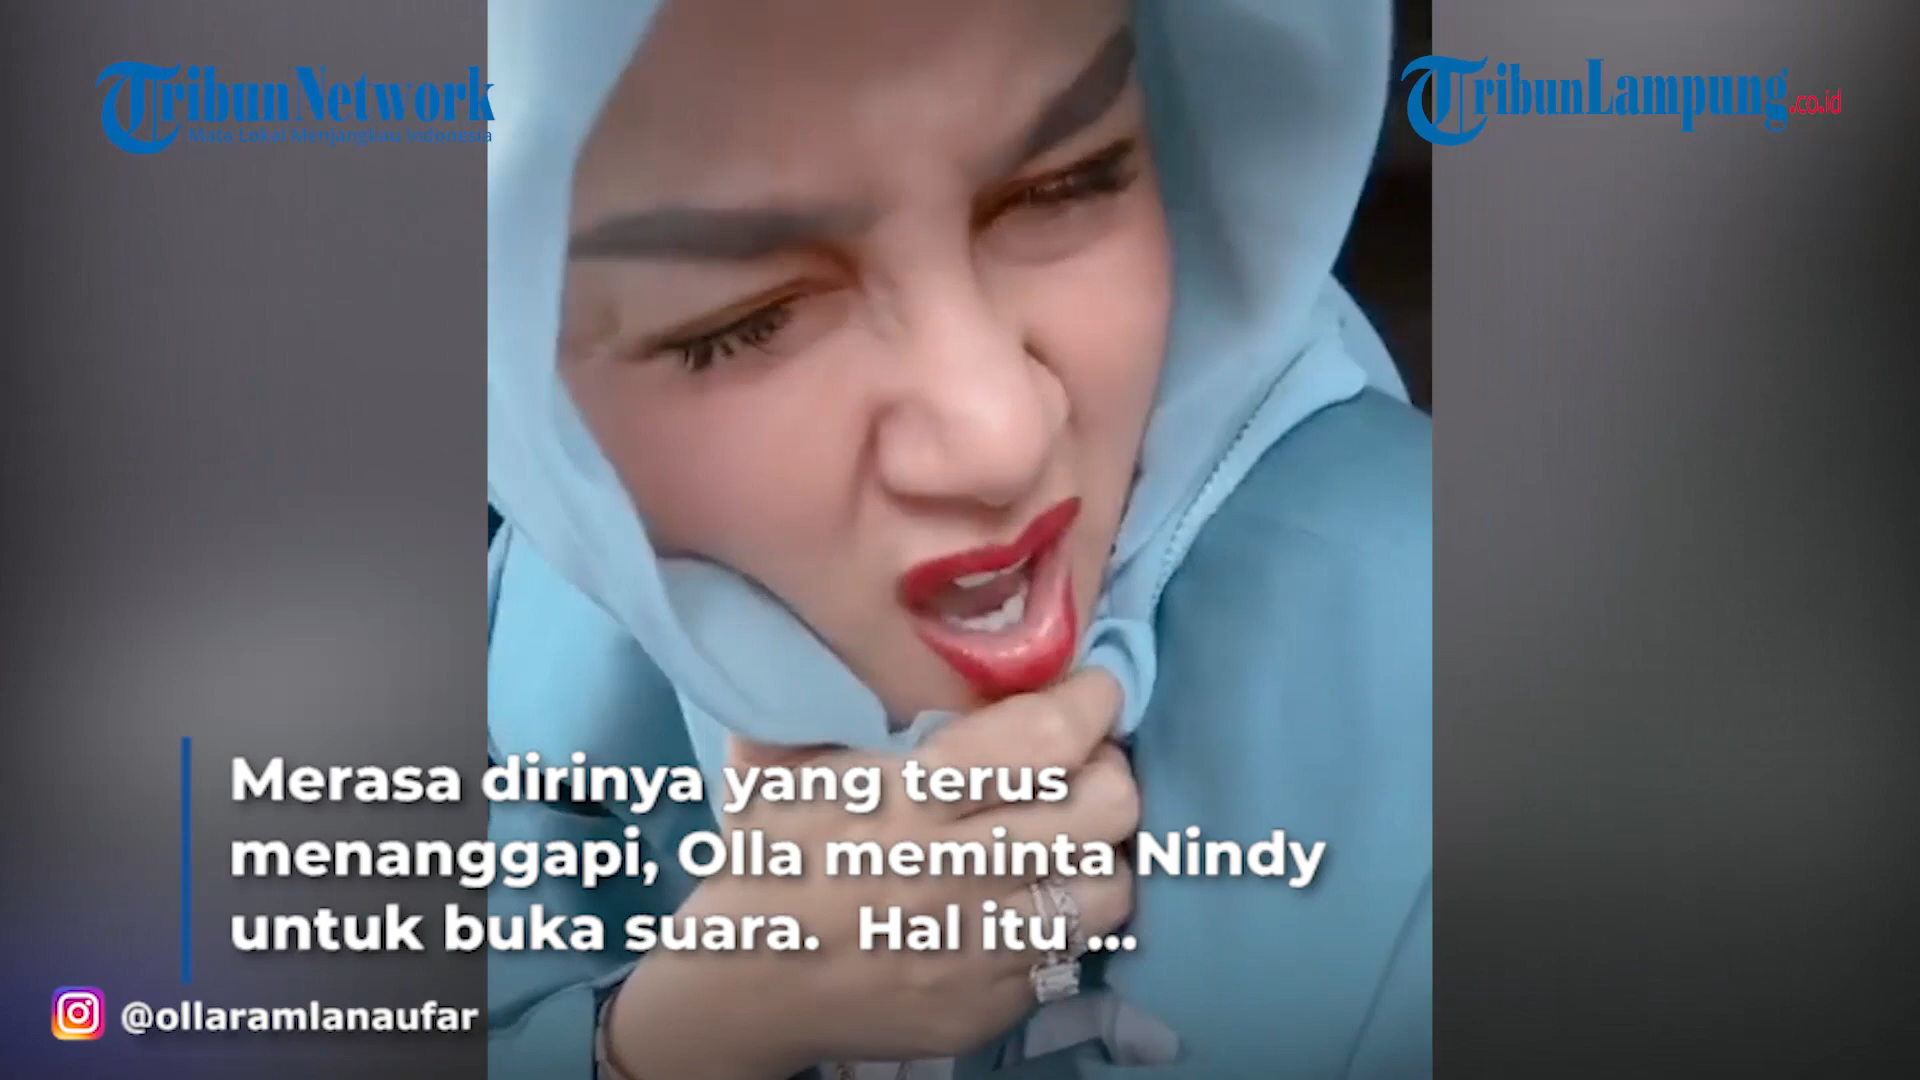 TribunNetwork
Mata Lokal Menjangkau Indonesia
TribunLampung.co.id
Merasa dirinya yang terus
menanggapi, Olla meminta Nindy
untuk buka suara.  Hal itu ...
@ollaramlanaufar